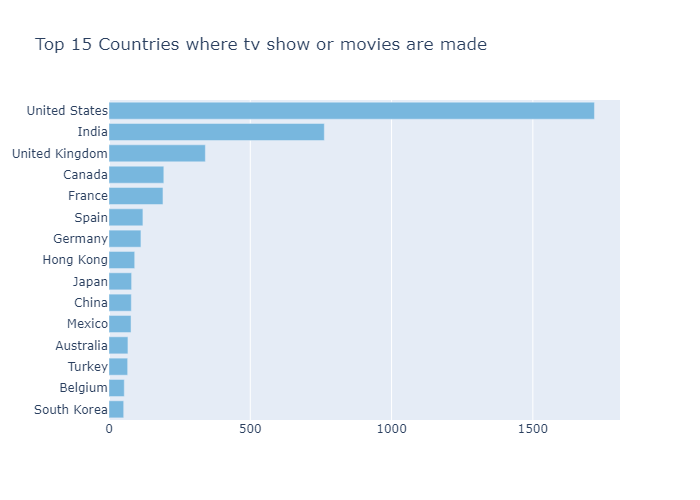 Top 15 Countries where tv show or movies are made
United States
India
United Kingdom
Canada
France
Spain
Germany
Hong Kong
Japan
China
Mexico
Australia
Turkey
Belgium
South Korea
0 500 1000 1500